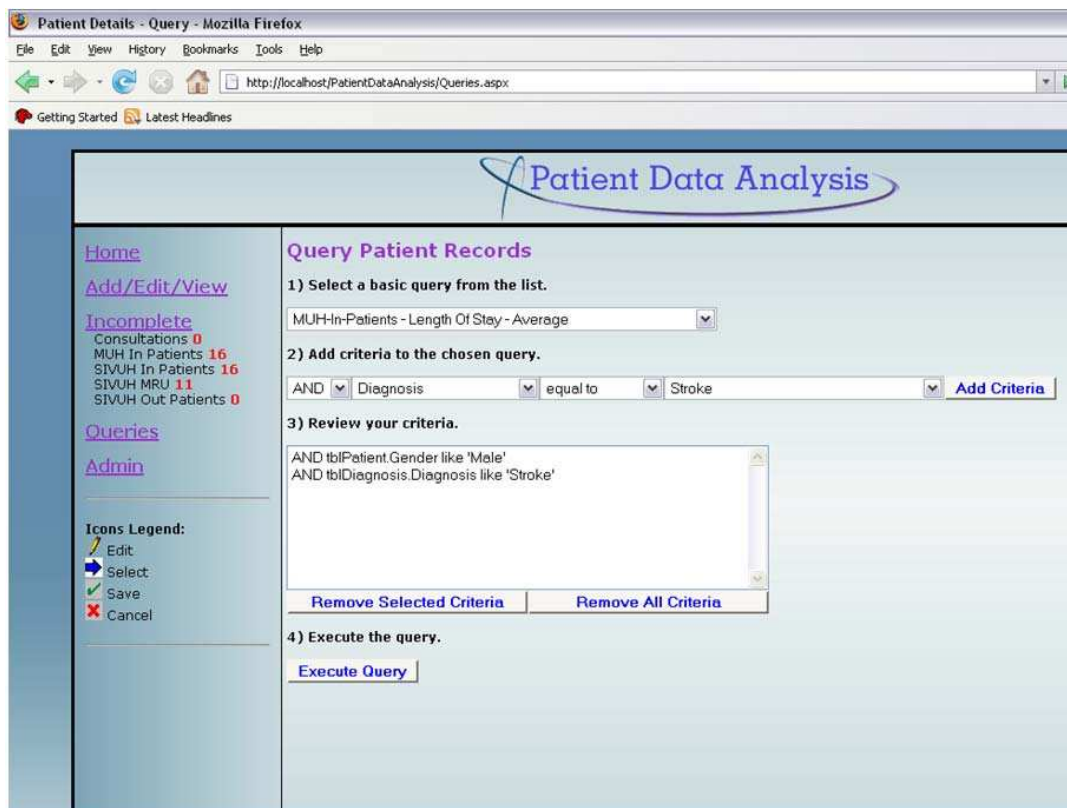 Patient Details - Query - Mozilla Firefox
File Edit View History Bookmarks Tools Help
http://localhost/PatientDataAnalysis/Queries.aspx
Getting Started Latest Headlines
Patient Data Analysis
Home
Add/Edit/View
Incomplete
Consultations 0
MUH In Patients 16
SIVUH In Patients 16
SIVUH MRU 11
SIVUH Out Patients 0
Queries
Admin
Icons Legend:
Edit
Select
Save
Cancel
Query Patient Records
1) Select a basic query from the list.
MUH-In-Patients - Length Of Stay - Average
2) Add criteria to the chosen query.
AND Diagnosis equal to Stroke Add Criteria
3) Review your criteria.
AND tblPatient.Gender like 'Male'
AND tblDiagnosis.Diagnosis like 'Stroke'
Remove Selected Criteria Remove All Criteria
4) Execute the query.
Execute Query